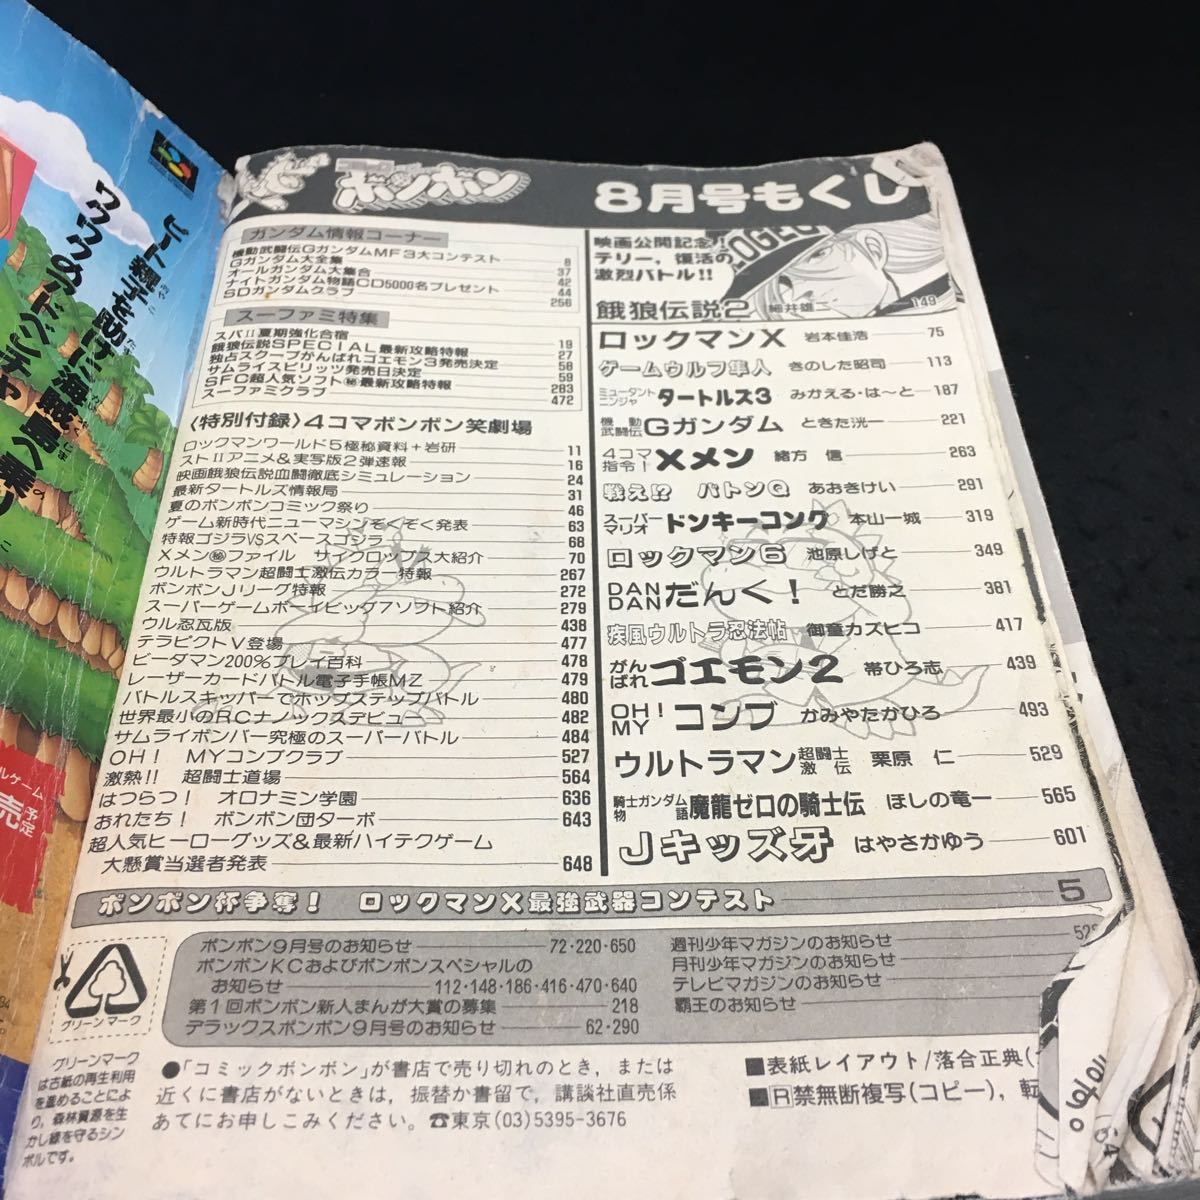 ヒート親子を助けに海賊島へ乗り
ワクワクのアドベンチャー
ルゲーム
売予定
コミック ボンボン
8月号もくじ
ガンダム情報コーナー
機動武闘伝GガンダムMF3大コンテスト 8
Gガンダム大全集 37
オールガンダム大集合 42
ナイトガンダム物語CD5000名プレゼント 44
SDガンダムクラブ 256
スーファミ特集
スパII夏期強化合宿 19
餓狼伝説SPECIAL最新攻略特報 27
独占スクープがんばれゴエモン3発売決定 58
サムライスピリッツ発売日決定 59
SFC超人気ソフト㊙最新攻略特報 283
スーファミクラブ 472
〈特別付録〉4コマボンボン笑劇場
ロックマンワールド5極秘資料+岩研 11
ストIIアニメ&実写版2弾速報 16
映画餓狼伝説血闘徹底シミュレーション 24
最新タートルズ情報局 31
夏のボンボンコミック祭り 46
ゲーム新時代ニューマシンぞくぞく発表 63
特報ゴジラVSスペースゴジラ 68
Xメン㊙ファイル サイクロップス大紹介 70
ウルトラマン超闘士激伝カラー特報 267
ボンボンJリーグ特報 272
スーパーゲームボーイビッグ7ソフト紹介 279
ウル忍瓦版 438
テラピクトV登場 477
ビーダマン200%プレイ百科 478
レーザーカードバトル電子手帳MZ 479
バトルスキッパーでホップステップバトル 480
世界最小のRCナノックスデビュー 482
サムライボンバー究極のスーパーバトル 484
OH! MYコンブクラブ 527
激熱!! 超闘士道場 564
はつらつ! オロナミン学園 636
おれたち! ボンボン団ターボ 643
超人気ヒーローグッズ&最新ハイテクゲーム
大懸賞当選者発表 648
映画公開記念!
テリー,復活の
激烈バトル!!
餓狼伝説2 細井雄二 149
ロックマンX 岩本佳浩 75
ゲームウルフ隼人 きのした昭司 113
ミュータントニンジャ タートルズ3 みかえる・は〜と 187
機動武闘伝Gガンダム ときた洸一 221
4コマ指令! Xメン 緒方 信 263
戦え!? バトンQ あおきけい 291
スーパーマリオ ドンキーコング 本山一城 319
ロックマン6 池原しげと 349
DANDANだんく! とだ勝之 381
疾風ウルトラ忍法帖 御童カズヒコ 417
がんばれゴエモン2 帯ひろ志 439
OH! MYコンブ かみやたかひろ 493
ウルトラマン超闘士激伝 栗原 仁 529
騎士ガンダム物語 魔龍ゼロの騎士伝 ほしの竜一 565
Jキッズ牙 はやさかゆう 601
ボンボン杯争奪! ロックマンX最強武器コンテスト 5
ボンボン9月号のお知らせ 72・220・650
ボンボンKCおよびボンボンスペシャルの
お知らせ 112・148・186・416・470・640
第1回ボンボン新人まんが大賞の募集 218
デラックスボンボン9月号のお知らせ 62・290
週刊少年マガジンのお知らせ
月刊少年マガジンのお知らせ
テレビマガジンのお知らせ
覇王のお知らせ
グリーンマーク
グリーンマーク
は古紙の再生利用
を進めることによ
り,森林資源を生
かし緑を守るシン
ボルです。
●「コミックボンボン」が書店で売り切れのとき,または
近くに書店がないときは,振替か書留で,講談社直売係
あてにお申しこみください。☎東京(03)5395-3676
■表紙レイアウト/落合正典(
■R禁無断複写(コピー),転